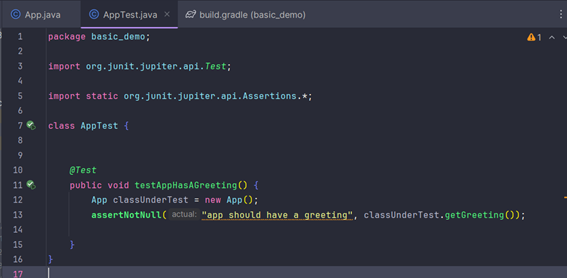 App.java AppTest.java × build.gradle (basic_demo)
1 package basic_demo; 1
2
3 import org.junit.jupiter.api.Test;
4
5 import static org.junit.jupiter.api.Assertions.*;
6
7 class AppTest {
8
9
10 @Test
11 public void testAppHasAGreeting() {
12 App classUnderTest = new App();
13 assertNotNull( actual: "app should have a greeting", classUnderTest.getGreeting());
14
15 }
16 }
17